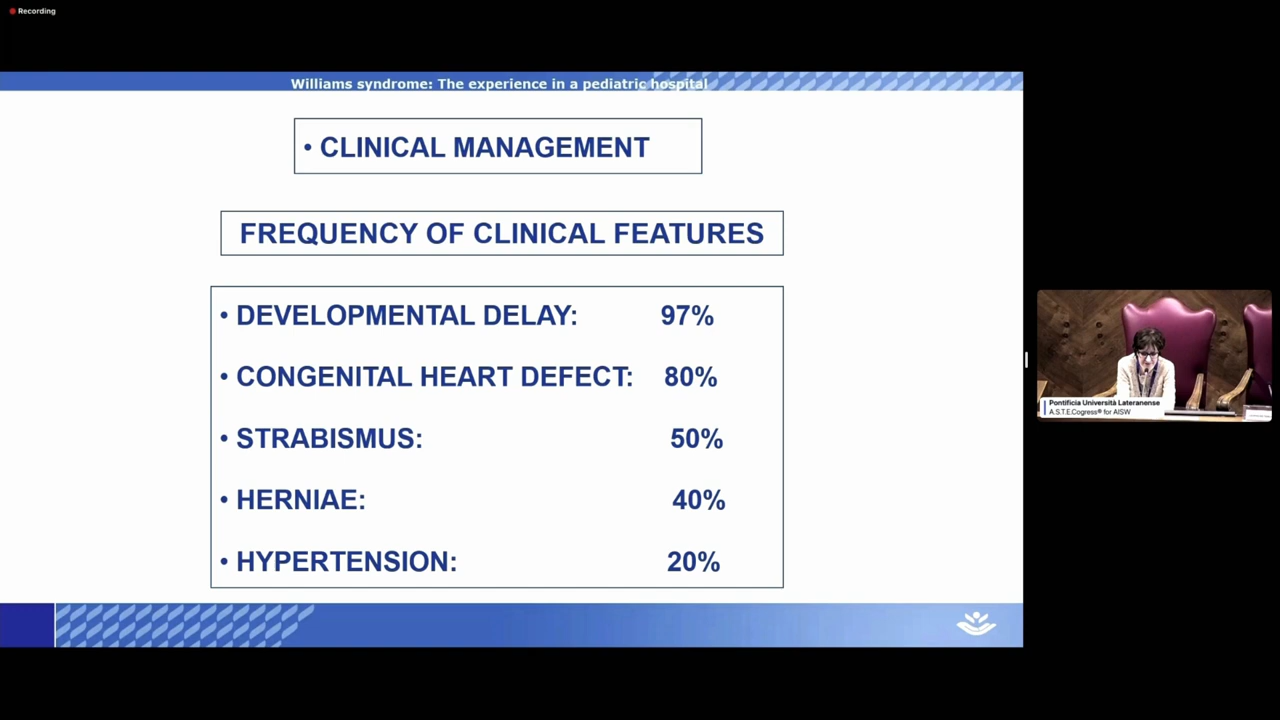 Recording
Williams syndrome: The experience in a pediatric hospital
• CLINICAL MANAGEMENT
FREQUENCY OF CLINICAL FEATURES
• DEVELOPMENTAL DELAY: 97%
• CONGENITAL HEART DEFECT: 80%
• STRABISMUS: 50%
• HERNIAE: 40%
• HYPERTENSION: 20%
Pontificia Università Lateranense
A.S.T.E.Cogress® for AISW